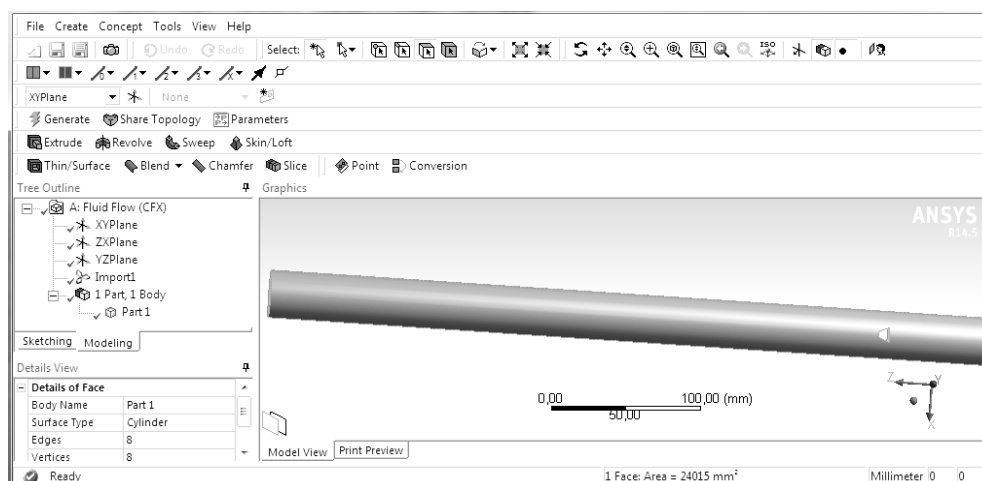 File Create Concept Tools View Help
Undo Redo Select: ISO
XYPlane None
Generate Share Topology Parameters
Extrude Revolve Sweep Skin/Loft
Thin/Surface Blend Chamfer Slice Point Conversion
Tree Outline Graphics
A: Fluid Flow (CFX)
XYPlane
ZXPlane
YZPlane
Import1
1 Part, 1 Body
Part 1
ANSYS
R14.5
Sketching Modeling
Details View
Details of Face
Body Name Part 1
Surface Type Cylinder
Edges 8
Vertices 8
0,00 100,00 (mm)
50,00
Z Y
X
Model View Print Preview
Ready 1 Face: Area = 24015 mm² Millimeter 0 0